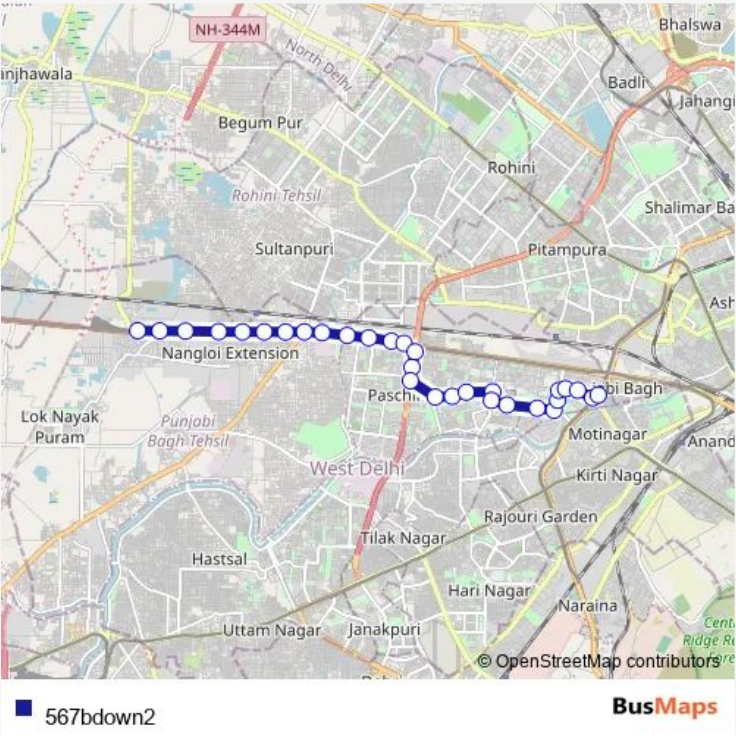 NH-344M
Bhalswa
North Delhi
anjhawala
Badli
Jahangi
Begum Pur
Rohini
Rohini Tehsil
Shalimar Ba
Sultanpuri
Pitampura
Ash
Nangloi Extension
Paschi
bi Bagh
Lok Nayak
Puram
Punjabi
Bagh Tehsil
Motinagar
Anand
West Delhi
Kirti Nagar
Rajouri Garden
Tilak Nagar
Hastsal
Hari Nagar
Naraina
Uttam Nagar
Janakpuri
Cent
Ridge Re
Fore
© OpenStreetMap contributors
567bdown2
BusMaps